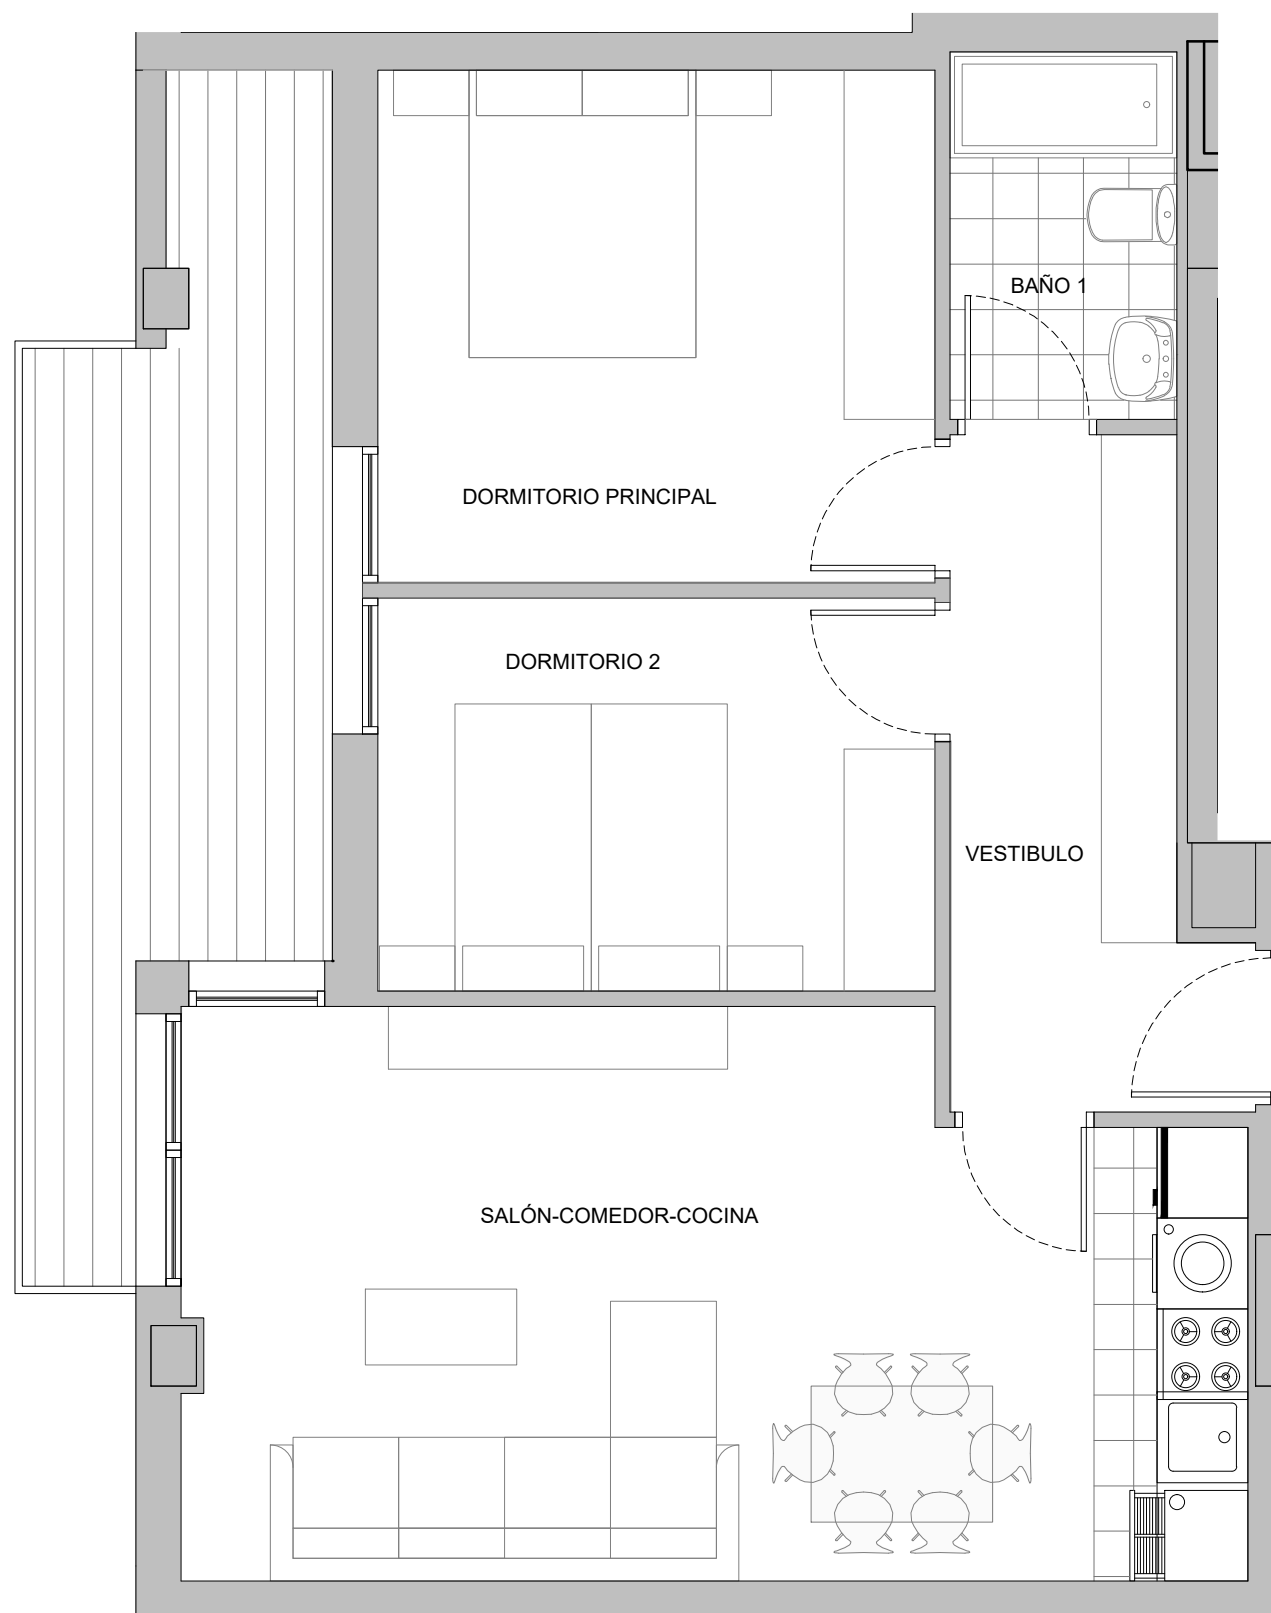 BAÑO 1
DORMITORIO PRINCIPAL
DORMITORIO 2
VESTIBULO
SALÓN-COMEDOR-COCINA